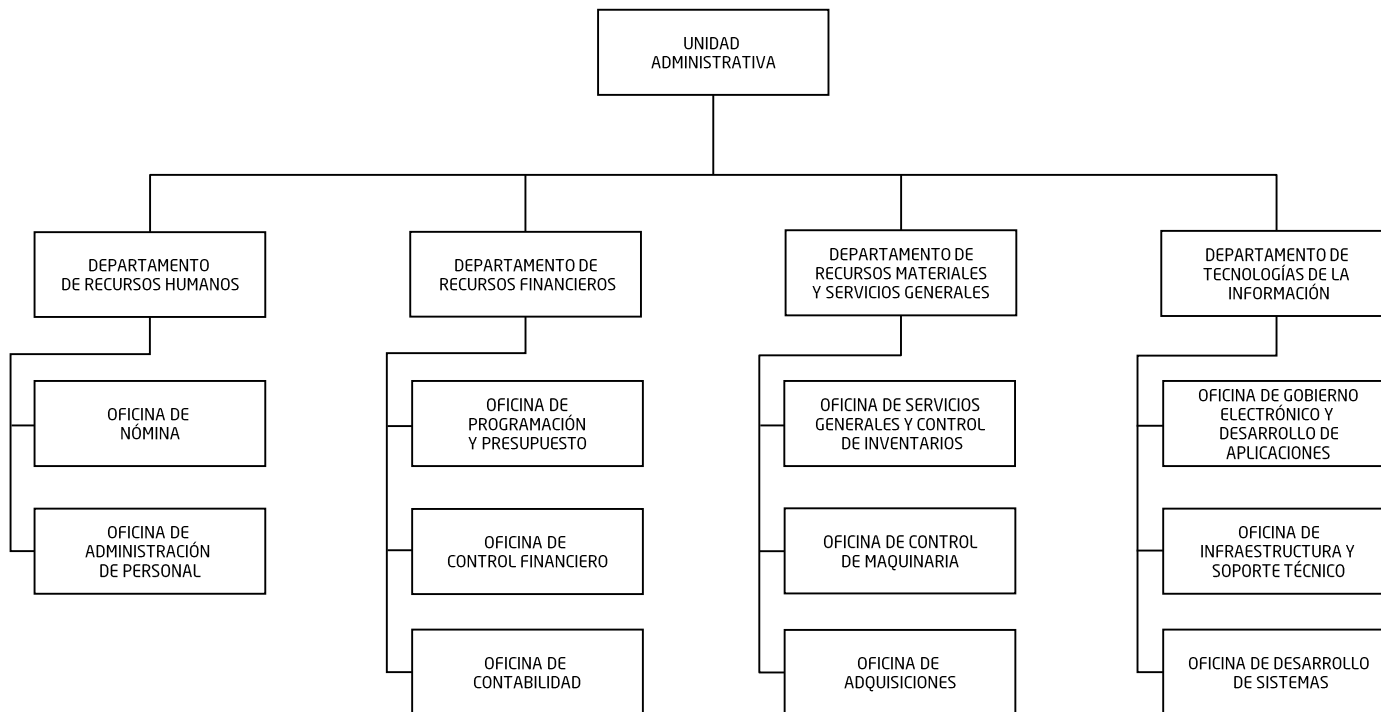 UNIDAD
ADMINISTRATIVA
DEPARTAMENTO
DE RECURSOS HUMANOS
DEPARTAMENTO DE
RECURSOS FINANCIEROS
DEPARTAMENTO DE
RECURSOS MATERIALES
Y SERVICIOS GENERALES
DEPARTAMENTO DE
TECNOLOGÍAS DE LA
INFORMACIÓN
OFICINA DE
NÓMINA
OFICINA DE
PROGRAMACIÓN
Y PRESUPUESTO
OFICINA DE SERVICIOS
GENERALES Y CONTROL
DE INVENTARIOS
OFICINA DE GOBIERNO
ELECTRÓNICO Y
DESARROLLO DE
APLICACIONES
OFICINA DE
ADMINISTRACIÓN
DE PERSONAL
OFICINA DE
CONTROL FINANCIERO
OFICINA DE CONTROL
DE MAQUINARIA
OFICINA DE
INFRAESTRUCTURA Y
SOPORTE TÉCNICO
OFICINA DE
CONTABILIDAD
OFICINA DE
ADQUISICIONES
OFICINA DE DESARROLLO
DE SISTEMAS